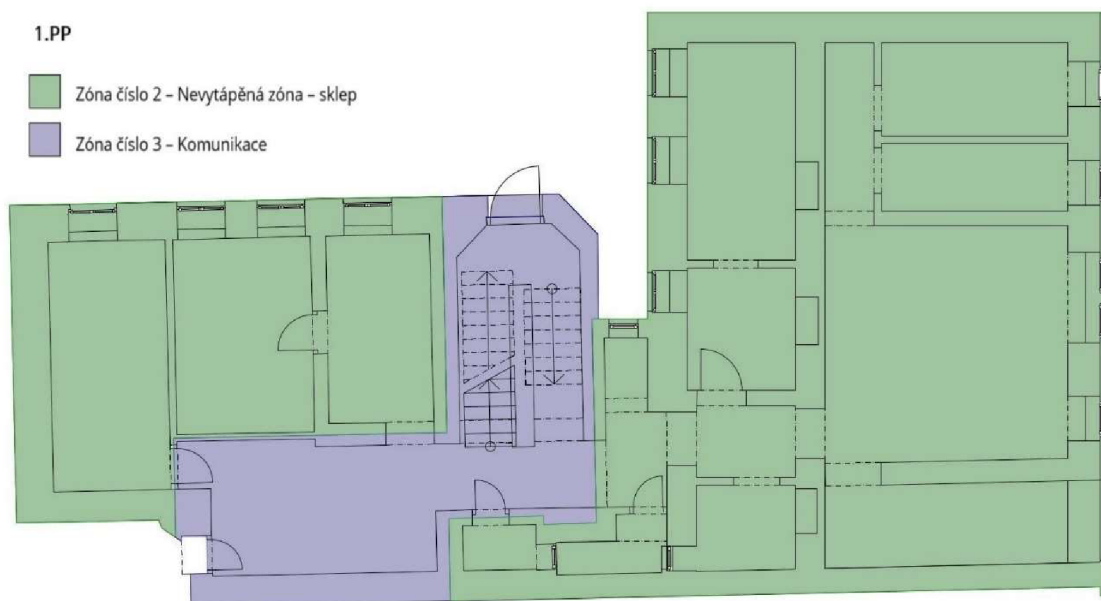 1.PP
Zóna číslo 2 – Nevytápěná zóna – sklep
Zóna číslo 3 – Komunikace